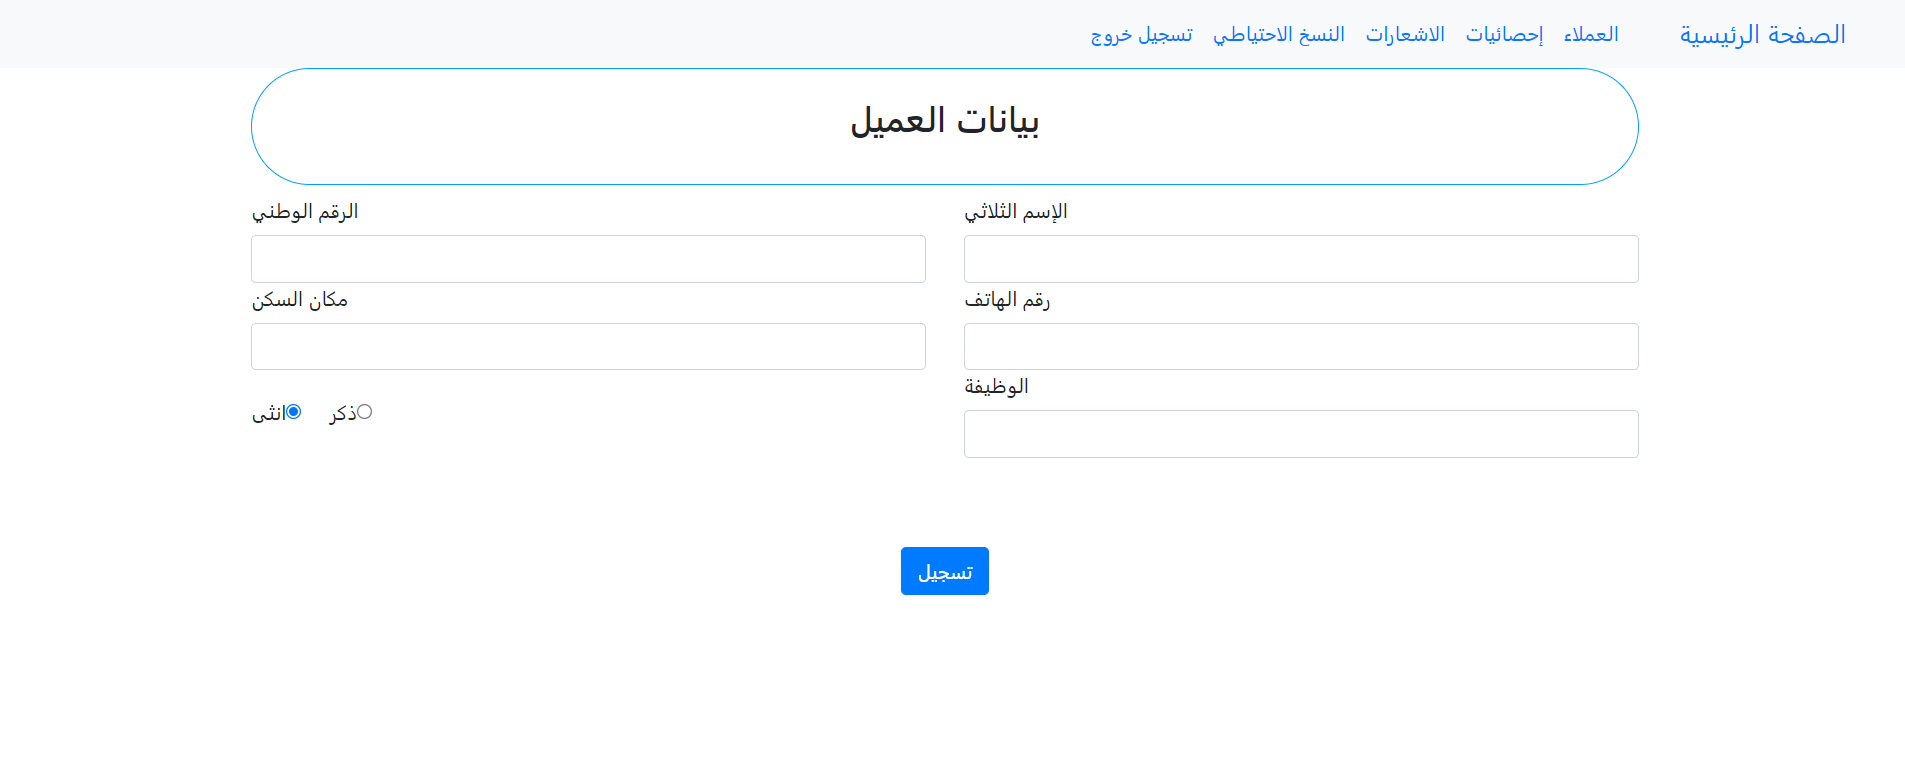 الصفحة الرئيسية العملاء إحصائيات الاشعارات النسخ الاحتياطي تسجيل خروج
بيانات العميل
الإسم الثلاثي
الرقم الوطني
رقم الهاتف
مكان السكن
الوظيفة
ذكر انثى
تسجيل